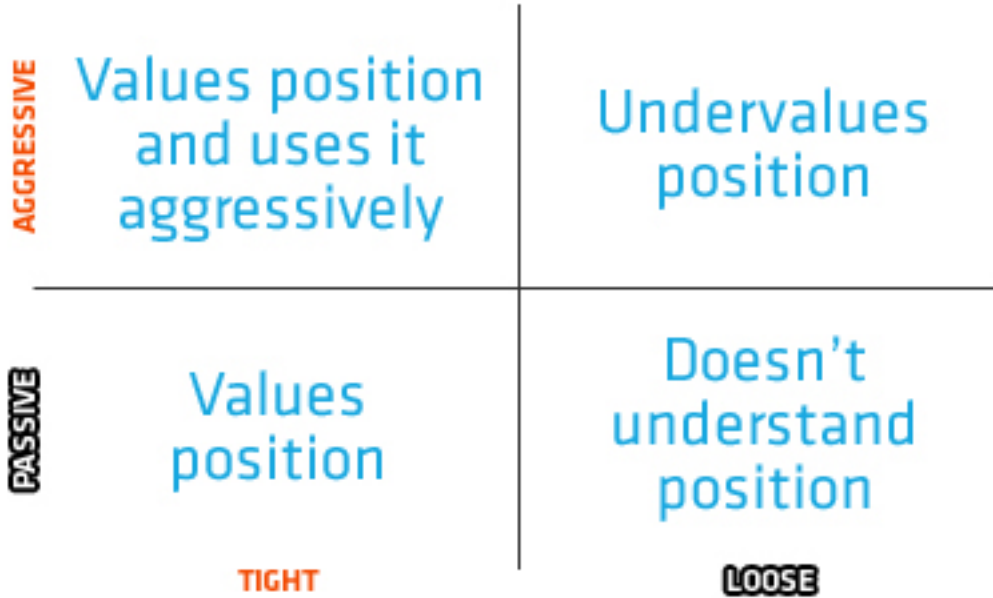 AGGRESSIVE
Values position
and uses it
aggressively
Undervalues
position
PASSIVE
Values
position
Doesn't
understand
position
TIGHT
LOOSE